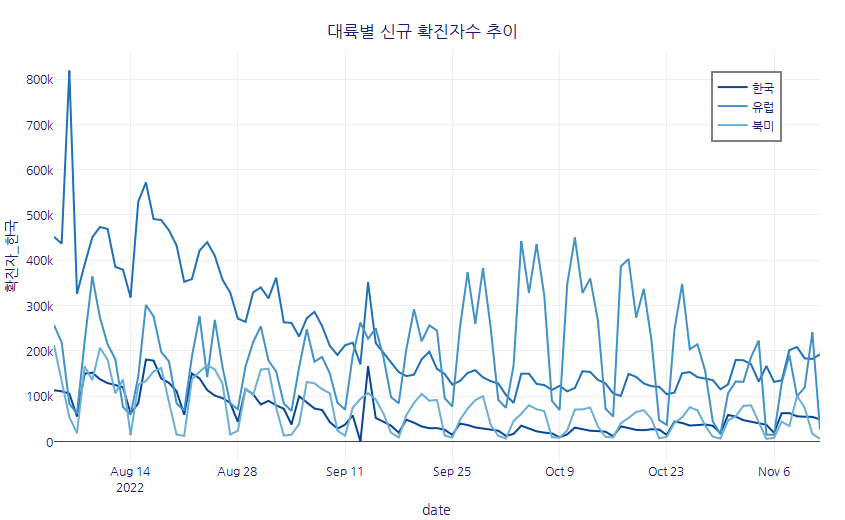 대륙별 신규 확진자수 추이
800k
700k
600k
500k
400k
300k
200k
100k
0
확진자_한국
한국
유럽
북미
Aug 14
2022
Aug 28
Sep 11
Sep 25
Oct 9
Oct 23
Nov 6
date